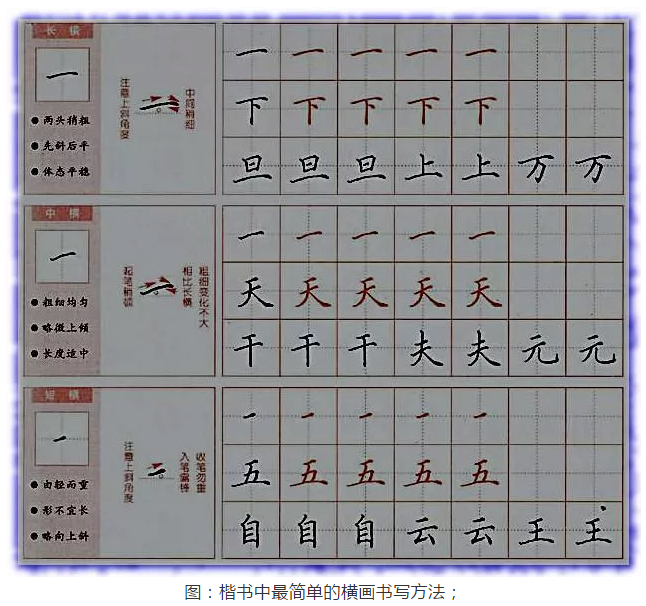 长横
一
两头稍粗
先斜后平
体态平稳
注意上斜角度
中间稍细
一 一 一 一 一
下 下 下 下 下
旦 旦 旦 上 上 万 万
中横
一
粗细均匀
略微上倾
长度适中
起笔稍顿
相比长横
粗细变化不大
一 一 一 一 一
天 天 天 天 天
干 干 干 夫 夫 元 元
短横
一
由轻而重
形不宜长
略向上斜
注意上斜角度
入笔
收笔勿重
一 一 一 一 一
五 五 五 五 五
自 自 自 云 云 王 王
图：楷书中最简单的横画书写方法；